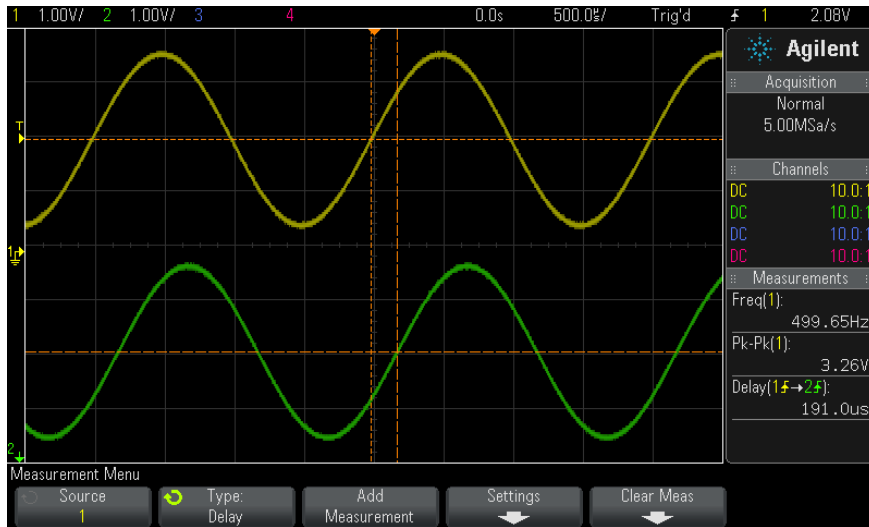 1 1.00V/ 2 1.00V/ 3 4 0.0s 500.0㎲/ Trig'd 1 2.08V
Agilent
Acquisition
Normal
5.00MSa/s
Channels
DC 10.0:1
DC 10.0:1
DC 10.0:1
DC 10.0:1
Measurements
Freq(1):
499.65Hz
Pk-Pk(1):
3.26V
Delay(1→2):
191.0us
T
1
2
Measurement Menu
Source
1
Type:
Delay
Add
Measurement
Settings
Clear Meas